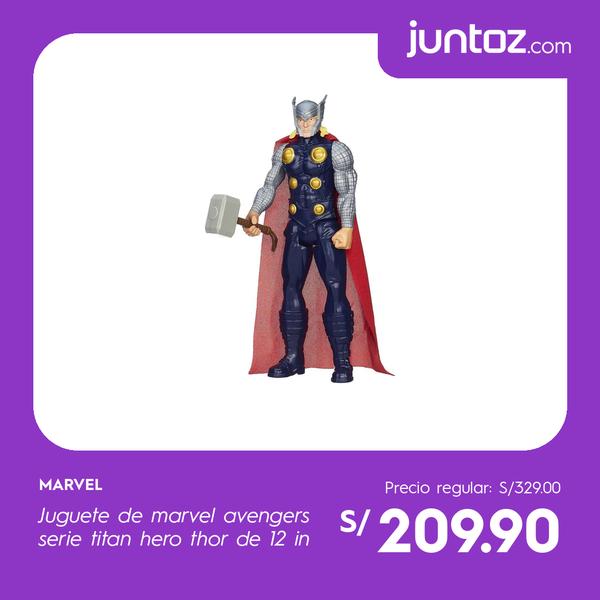 juntoz.com
MARVEL
Juguete de marvel avengers
serie titan hero thor de 12 in
Precio regular: S/329.00
S/ 209.90